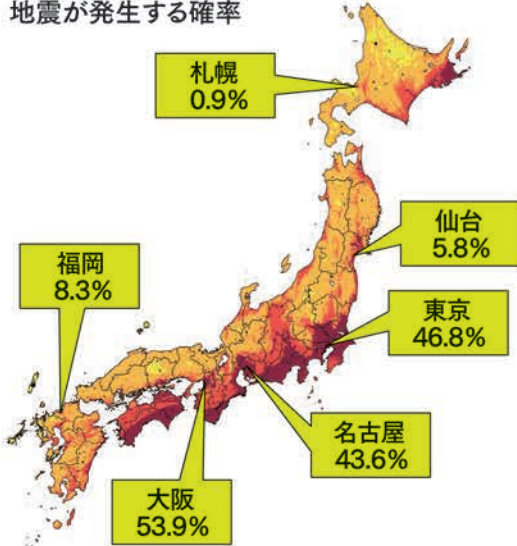 地震が発生する確率
札幌
0.9%
仙台
5.8%
福岡
8.3%
東京
46.8%
名古屋
43.6%
大阪
53.9%